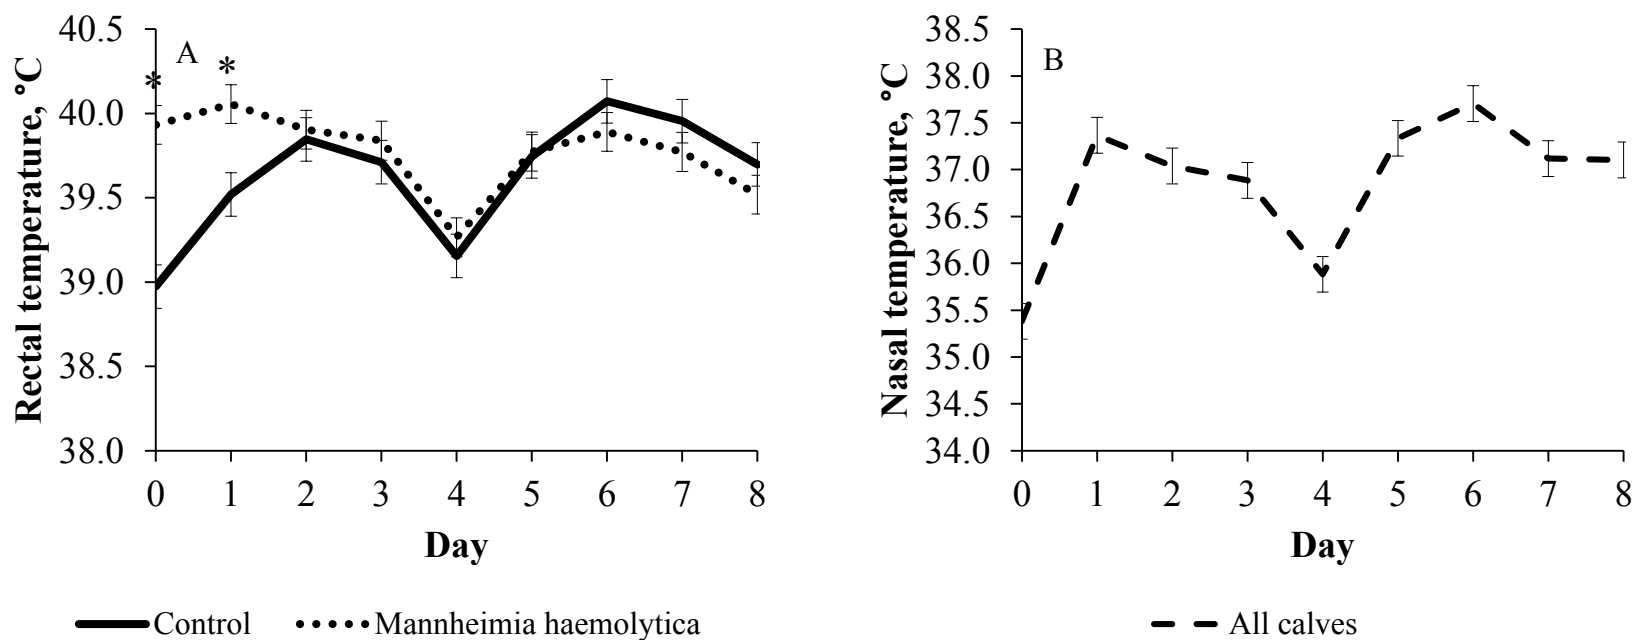 Rectal temperature, °C
40.5
40.0
39.5
39.0
38.5
38.0
A
*
*
0 1 2 3 4 5 6 7 8
Day
Control Mannheimia haemolytica
Nasal temperature, °C
38.5
38.0
37.5
37.0
36.5
36.0
35.5
35.0
34.5
34.0
B
0 1 2 3 4 5 6 7 8
Day
All calves